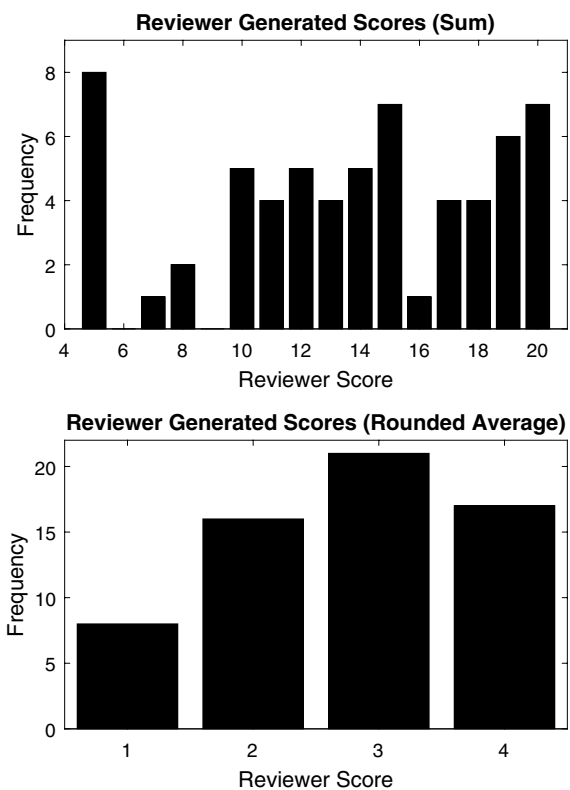 Reviewer Generated Scores (Sum)
8
6
4
2
0
Frequency
4 6 8 10 12 14 16 18 20
Reviewer Score
Reviewer Generated Scores (Rounded Average)
20
15
10
5
0
Frequency
1 2 3 4
Reviewer Score